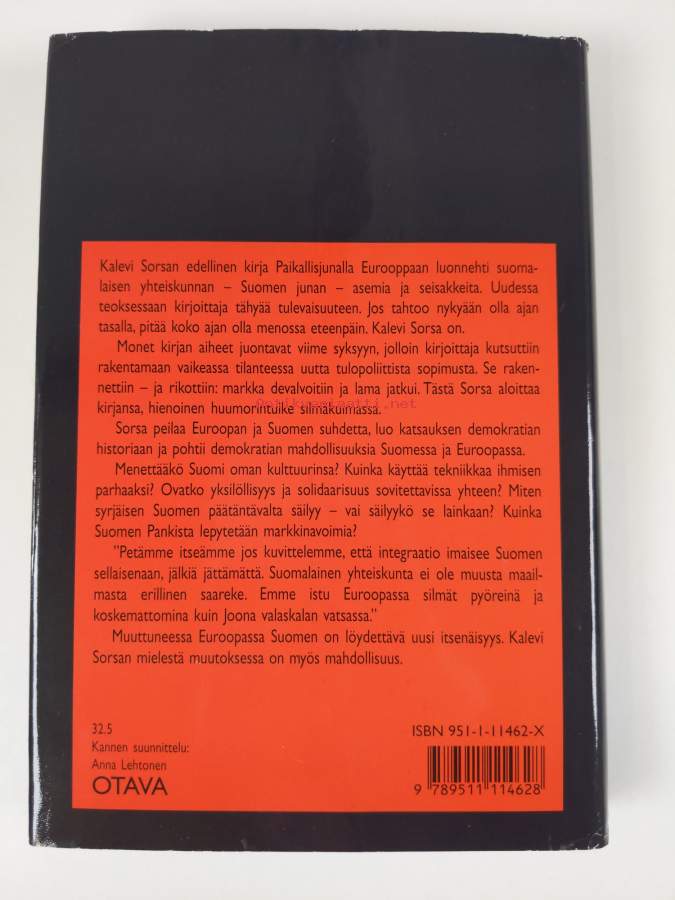 Kalevi Sorsan edellinen kirja Paikallisjunalla Eurooppaan luonnehti suoma-
laisen yhteiskunnan – Suomen junan – asemia ja seisakkeita. Uudessa
teoksessaan kirjoittaja tähyää tulevaisuuteen. Jos tahtoo nykyään olla ajan
tasalla, pitää koko ajan olla menossa eteenpäin. Kalevi Sorsa on.
Monet kirjan aiheet juontavat viime syksyyn, jolloin kirjoittaja kutsuttiin
rakentamaan vaikeassa tilanteessa uutta tulopoliittista sopimusta. Se raken-
nettiin – ja rikottiin: markka devalvoitiin ja lama jatkui. Tästä Sorsa aloittaa
Antikvariaatti.net
kirjansa, hienoinen huumorintuike silmäkulmassa.
Sorsa peilaa Euroopan ja Suomen suhdetta, luo katsauksen demokratian
historiaan ja pohtii demokratian mahdollisuuksia Suomessa ja Euroopassa.
Menettääkö Suomi oman kulttuurinsa? Kuinka käyttää tekniikkaa ihmisen
parhaaksi? Ovatko yksilöllisyys ja solidaarisuus sovitettavissa yhteen? Miten
syrjäisen Suomen päätäntävalta säilyy – vai säilyykö se lainkaan? Kuinka
Suomen Pankista lepytetään markkinavoimia?
"Petämme itseämme jos kuvittelemme, että integraatio imaisee Suomen
sellaisenaan, jälkiä jättämättä. Suomalainen yhteiskunta ei ole muusta maail-
masta erillinen saareke. Emme istu Euroopassa silmät pyöreinä ja
koskemattomina kuin Joona valaskalan vatsassa."
Muuttuneessa Euroopassa Suomen on löydettävä uusi itsenäisyys. Kalevi
Sorsan mielestä muutoksessa on myös mahdollisuus.
32.5
Kannen suunnittelu:
Anna Lehtonen
OTAVA
ISBN 951-1-11462-X
9 789511 114628